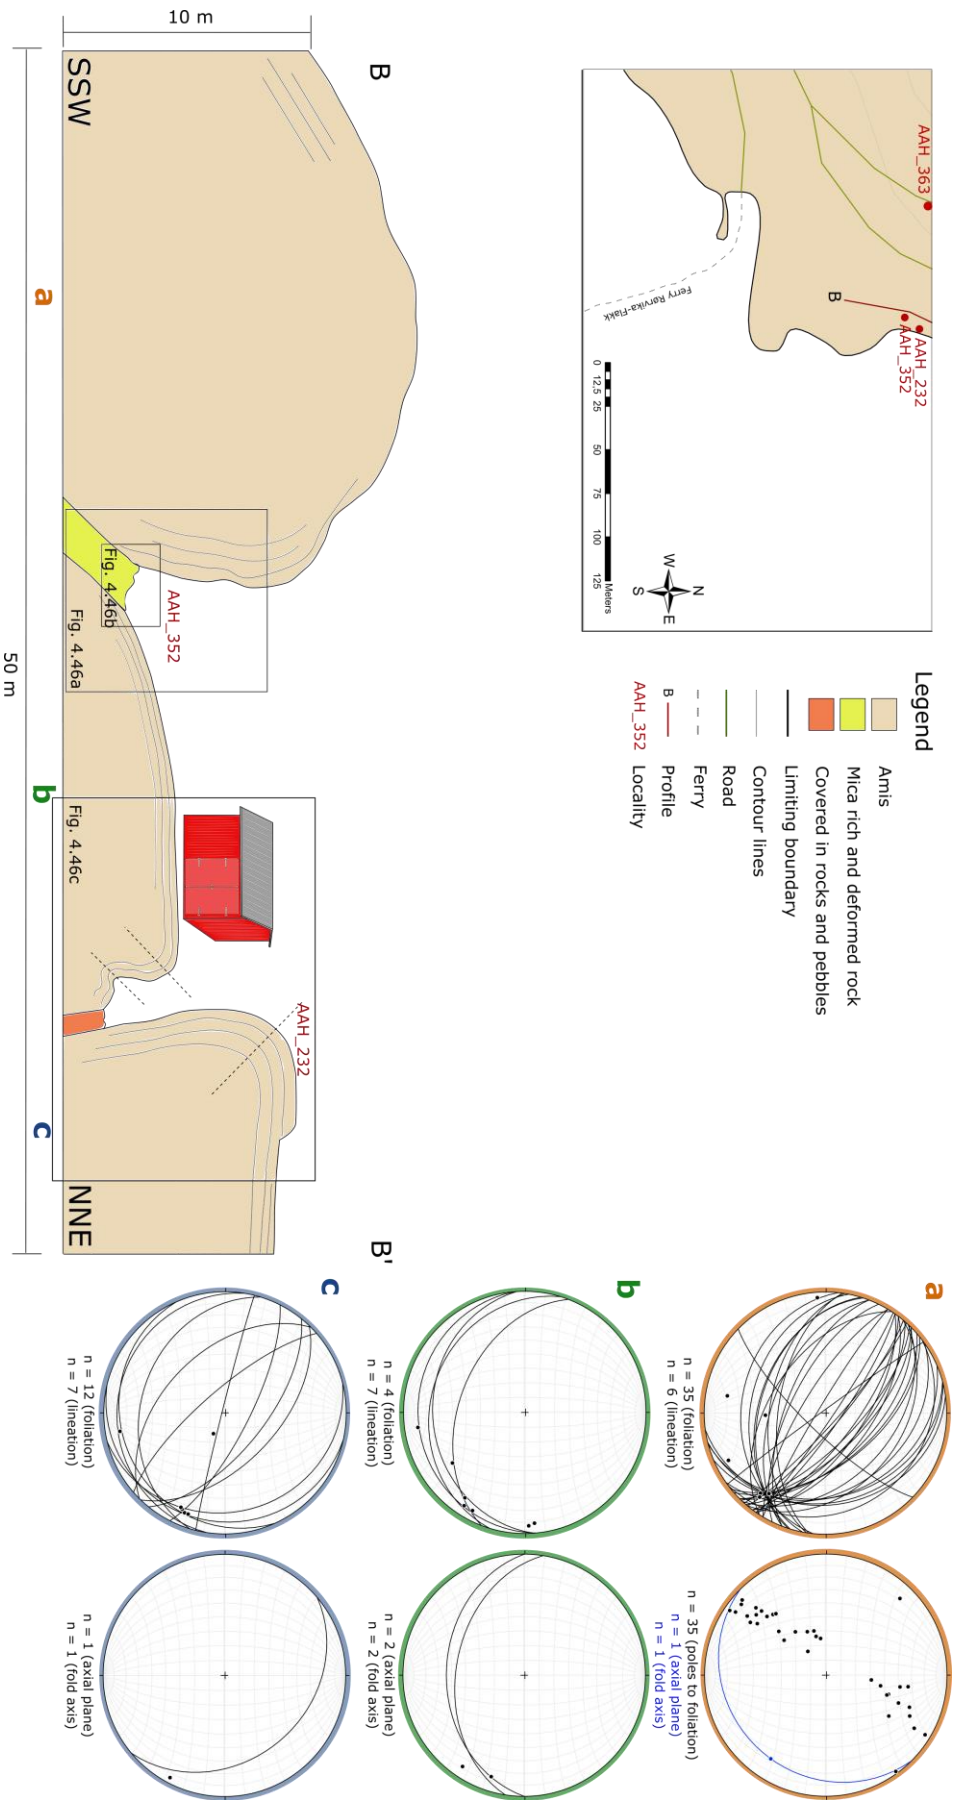 AAH_363
B
AAH_232
AAH_352
Ferry Rørvika-Flakk
0 12,5 25 50 75 100 125
Meters
N
W E
S
Legend
Amis
Mica rich and deformed rock
Covered in rocks and pebbles
Limiting boundary
Contour lines
Road
Ferry
B Profile
AAH_352 Locality
B
B'
10 m
SSW
NNE
AAH_352
AAH_232
Fig. 4.46b
Fig. 4.46a
Fig. 4.46c
a
b
c
50 m
a
n = 35 (foliation)
n = 6 (lineation)
n = 35 (poles to foliation)
n = 1 (axial plane)
n = 1 (fold axis)
b
n = 4 (foliation)
n = 7 (lineation)
n = 2 (axial plane)
n = 2 (fold axis)
c
n = 12 (foliation)
n = 7 (lineation)
n = 1 (axial plane)
n = 1 (fold axis)